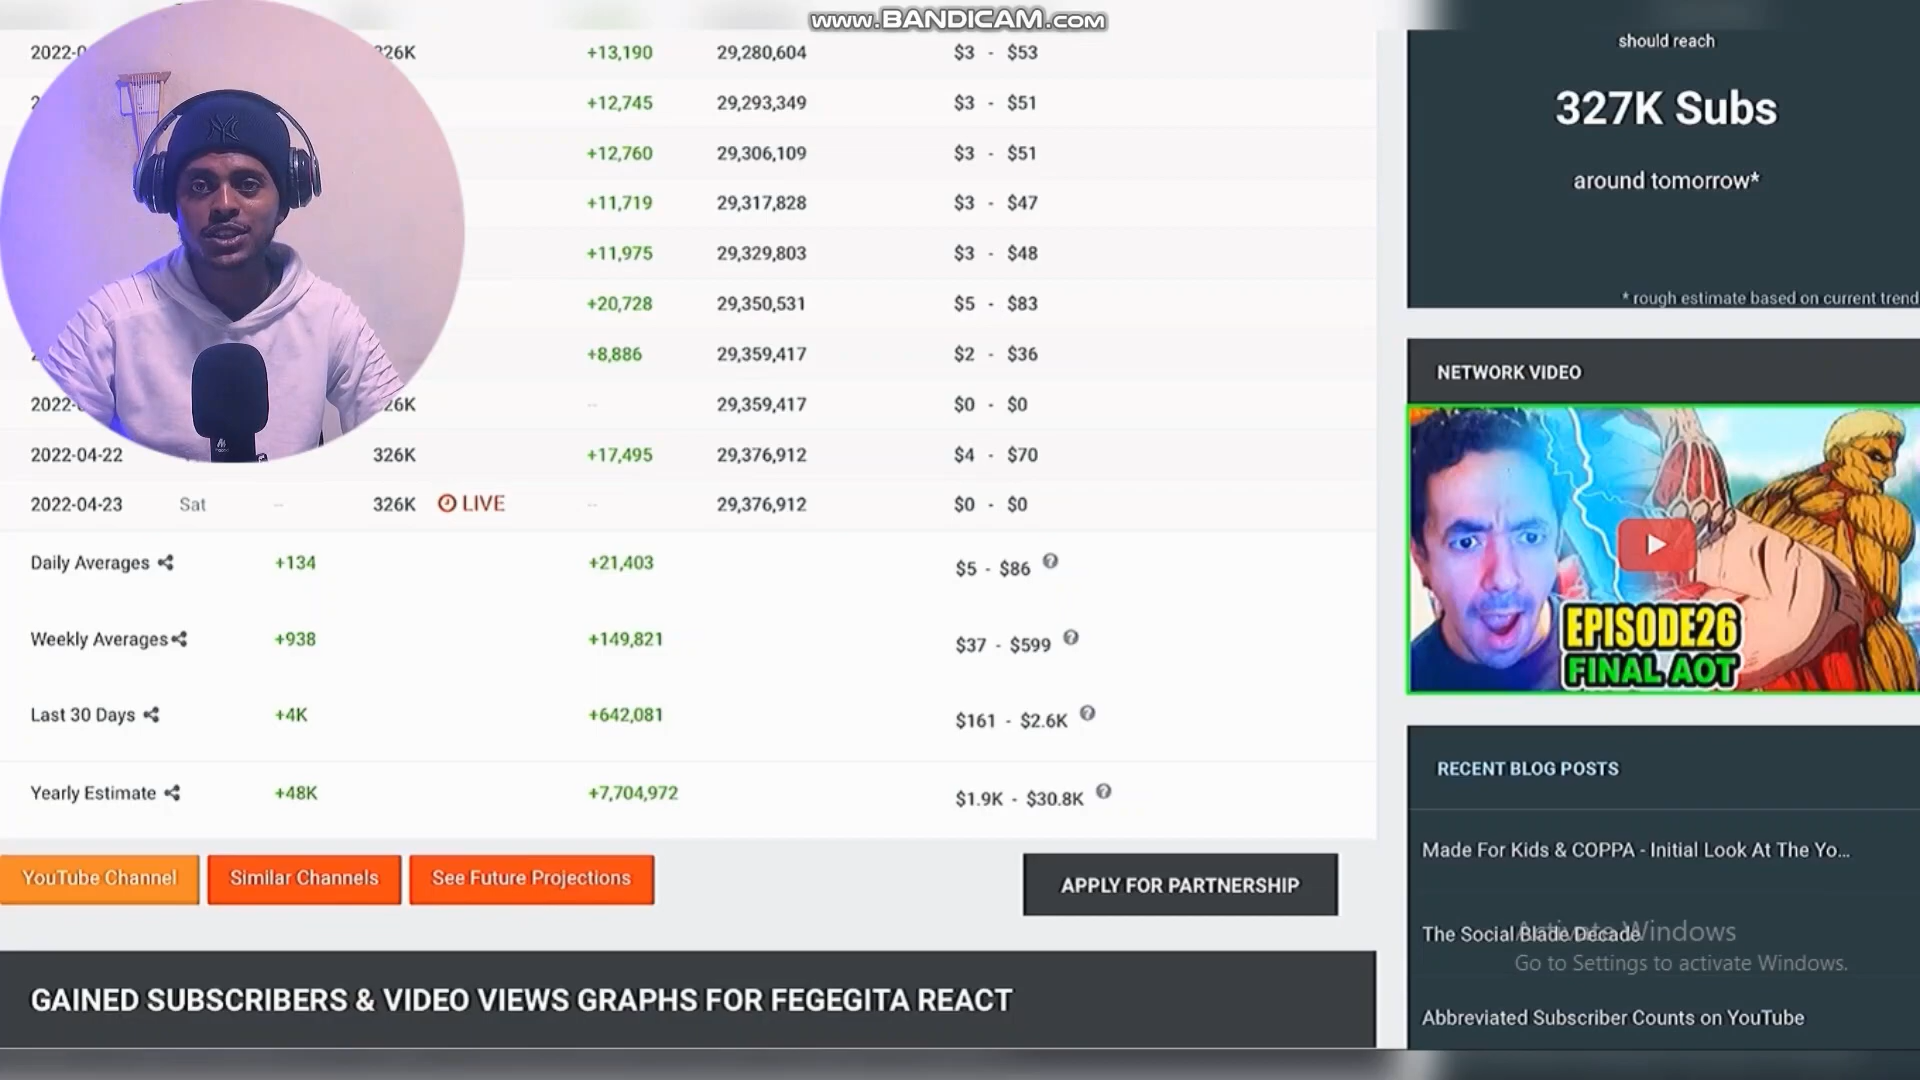 www.BANDICAM.com
2022-0 326K +13,190 29,280,604 $3 - $53
+12,745 29,293,349 $3 - $51
+12,760 29,306,109 $3 - $51
+11,719 29,317,828 $3 - $47
+11,975 29,329,803 $3 - $48
+20,728 29,350,531 $5 - $83
+8,886 29,359,417 $2 - $36
2022- 26K -- 29,359,417 $0 - $0
2022-04-22 326K +17,495 29,376,912 $4 - $70
2022-04-23 Sat -- 326K LIVE -- 29,376,912 $0 - $0
Daily Averages +134 +21,403 $5 - $86
Weekly Averages +938 +149,821 $37 - $599
Last 30 Days +4K +642,081 $161 - $2.6K
Yearly Estimate +48K +7,704,972 $1.9K - $30.8K
YouTube Channel
Similar Channels
See Future Projections
APPLY FOR PARTNERSHIP
GAINED SUBSCRIBERS & VIDEO VIEWS GRAPHS FOR FEGEGITA REACT
should reach
327K Subs
around tomorrow*
* rough estimate based on current trend
NETWORK VIDEO
EPISODE26
FINAL AOT
RECENT BLOG POSTS
Made For Kids & COPPA - Initial Look At The Yo...
The Social Blade Decade
Activate Windows
Go to Settings to activate Windows.
Abbreviated Subscriber Counts on YouTube